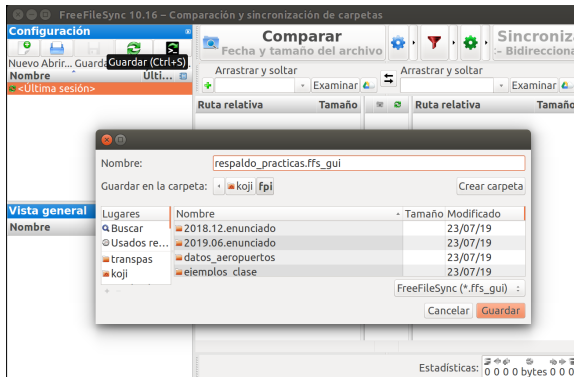 FreeFileSync 10.16 – Comparación y sincronización de carpetas
Configuración
Nuevo Abrir... Guarda
Guardar (Ctrl+S)
Nombre Últi...
<Última sesión>
Comparar
Fecha y tamaño del archivo
Sincroniz
:- Bidirecciona
Arrastrar y soltar
Examinar
Arrastrar y soltar
Examinar
Ruta relativa Tamaño
Ruta relativa Tamaño
Vista general
Nombre
Nombre: respaldo_practicas.ffs_gui
Guardar en la carpeta: koji fpi Crear carpeta
Lugares Nombre Tamaño Modificado
Buscar 2018.12.enunciado 23/07/19
Usados re... 2019.06.enunciado 23/07/19
transpas datos_aeropuertos 23/07/19
koji ejemplos_clase 23/07/19
FreeFileSync (*.ffs_gui)
Cancelar Guardar
Estadísticas: 0 0 0 0 bytes 0 0 0